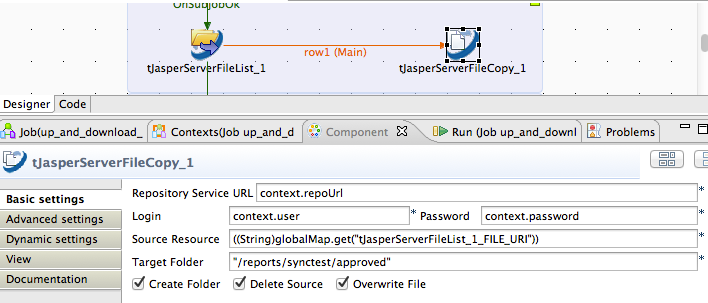 OnSubjobOk
row1 (Main)
tJasperServerFileList_1
tJasperServerFileCopy_1
Designer Code
Job(up_and_download_ Contexts(Job up_and_d Component Run (Job up_and_downl Problems
tJasperServerFileCopy_1
Basic settings
Advanced settings
Dynamic settings
View
Documentation
Repository Service URL context.repoUrl *
Login context.user * Password context.password *
Source Resource ((String)globalMap.get("tJasperServerFileList_1_FILE_URI")) *
Target Folder "/reports/synctest/approved" *
Create Folder Delete Source Overwrite File